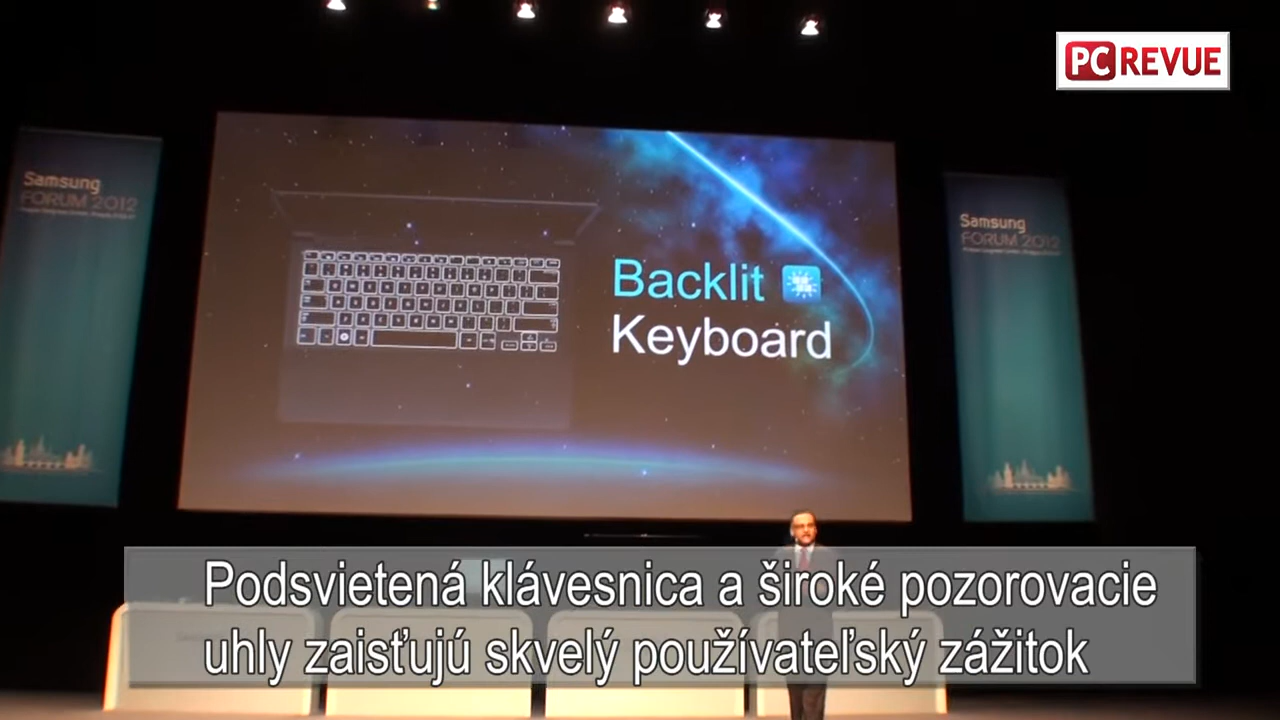 PC REVUE
Samsung
FORUM 2012
Samsung
FORUM 2012
Backlit
Keyboard
Podsvietená klávesnica a široké pozorovacie
uhly zaisťujú skvelý používateľský zážitok